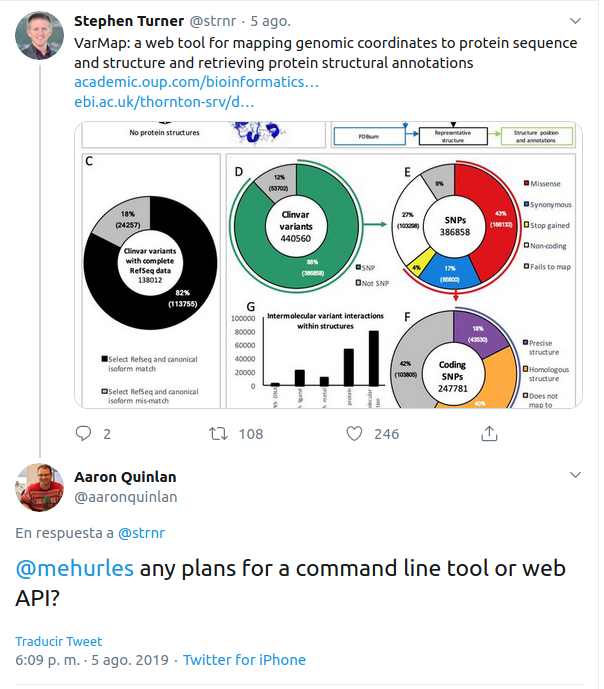 Stephen Turner @strnr · 5 ago.
VarMap: a web tool for mapping genomic coordinates to protein sequence
and structure and retrieving protein structural annotations
academic.oup.com/bioinformatics…
ebi.ac.uk/thornton-srv/d…
No protein structures
PDBsum
Representative
structure
Structure position
and annotations
C
18%
(24257)
Clinvar variants
with complete
RefSeq data
138012
82%
(113755)
Select Refseq and canonical
isoform match
Select RefSeq and canonical
isoform mis-match
D
12%
(53702)
Clinvar
variants
440560
88%
(386858)
SNP
Not SNP
E
9%
27%
(103298)
SNPs
386858
43%
(166133)
4%
17%
(65600)
Missense
Synonymous
Stop gained
Non-coding
Fails to map
G
Intermolecular variant interactions
within structures
100000
80000
60000
40000
20000
0
DNA
ligand
metal
protein
F
18%
(43530)
42%
(103805)
Coding
SNPs
247781
40%
Precise
structure
Homologous
structure
Does not
map to
2
108
246
Aaron Quinlan
@aaronquinlan
En respuesta a @strnr
@mehurles any plans for a command line tool or web
API?
Traducir Tweet
6:09 p. m. · 5 ago. 2019 · Twitter for iPhone